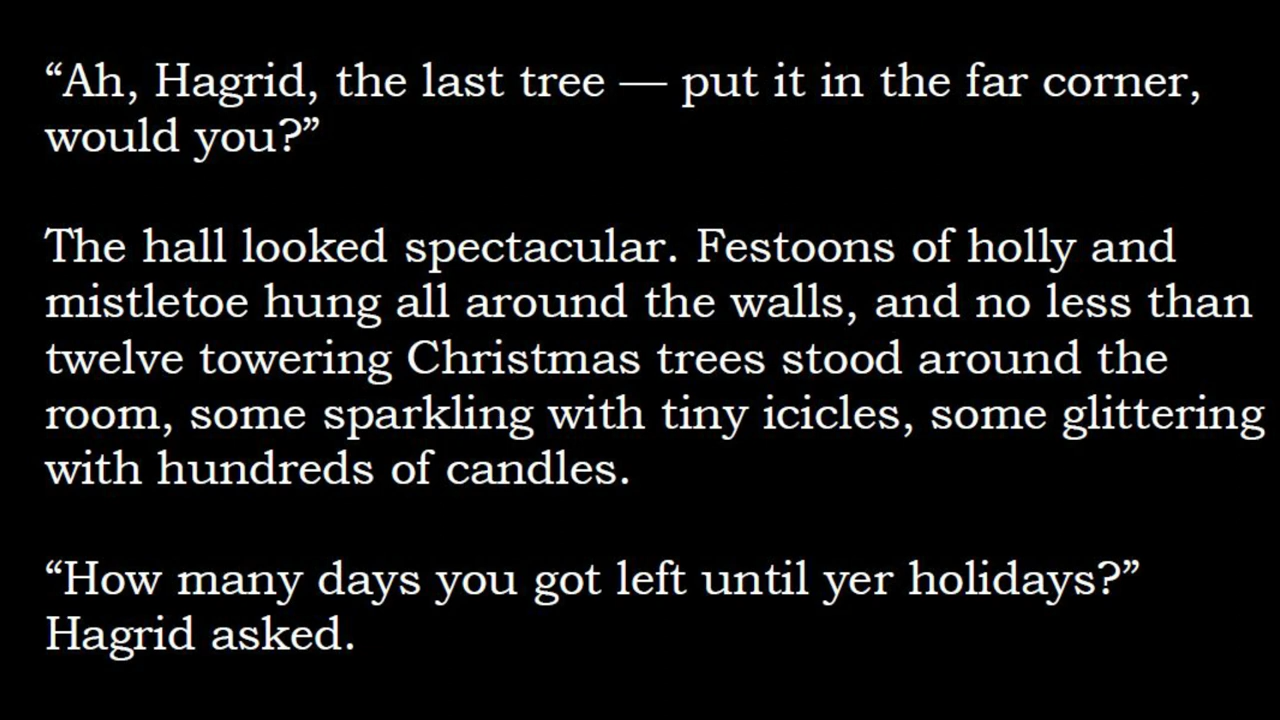 “Ah, Hagrid, the last tree — put it in the far corner,
would you?”
The hall looked spectacular. Festoons of holly and
mistletoe hung all around the walls, and no less than
twelve towering Christmas trees stood around the
room, some sparkling with tiny icicles, some glittering
with hundreds of candles.
“How many days you got left until yer holidays?”
Hagrid asked.